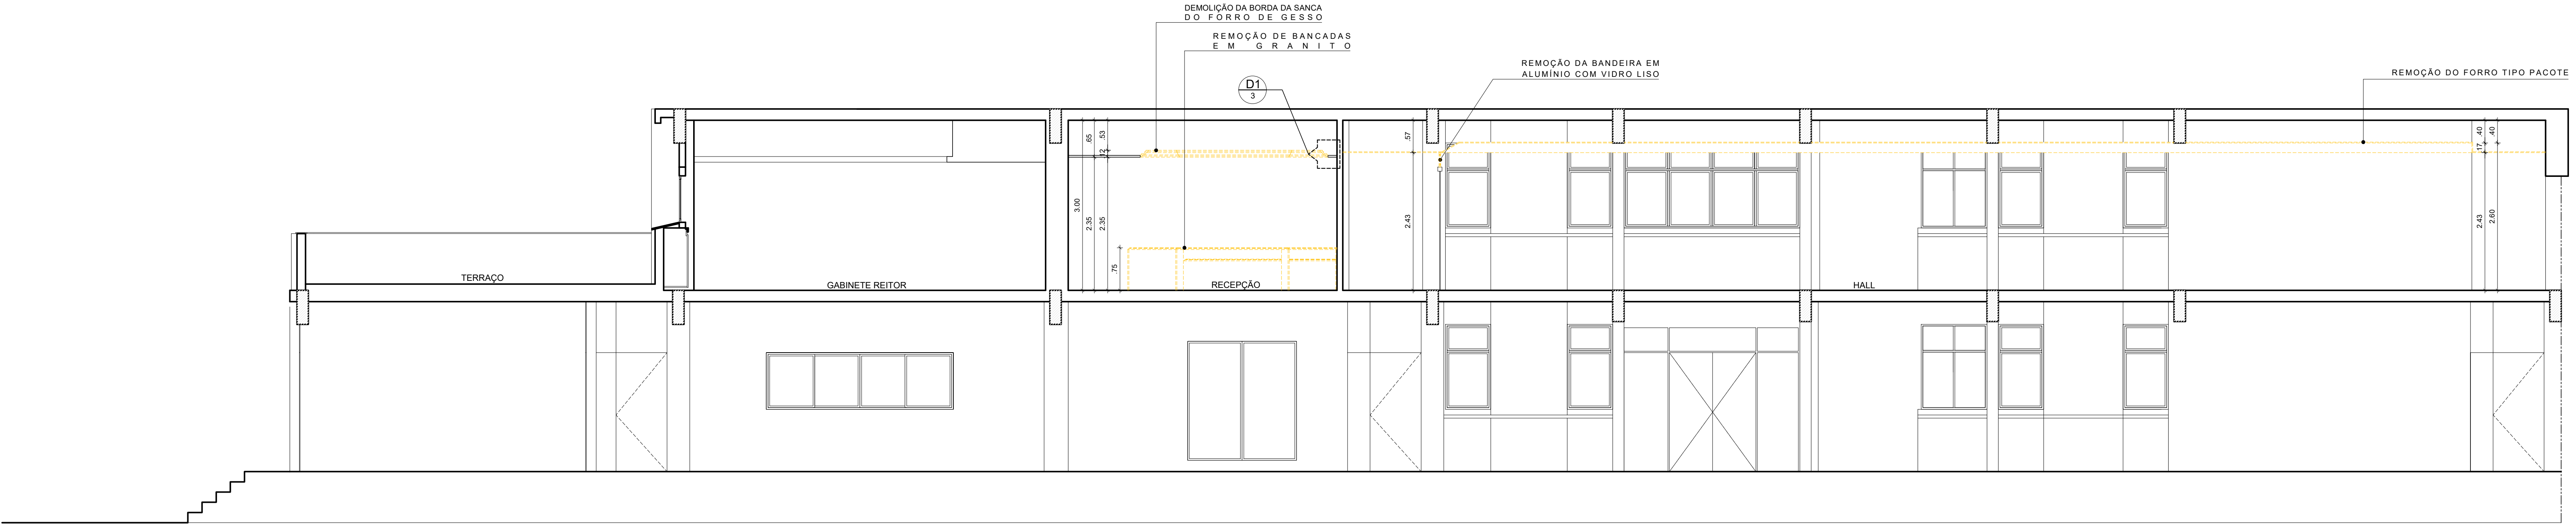 DEMOLIÇÃO DA BORDA DA SANCA
DO FORRO DE GESSO
REMOÇÃO DE BANCADAS
EM GRANITO
REMOÇÃO DA BANDEIRA EM
ALUMÍNIO COM VIDRO LISO
REMOÇÃO DO FORRO TIPO PACOTE
D1
3
.65
.53
.12
3.00
2.35
2.35
.75
.57
2.43
.40
.40
.17
2.43
2.60
TERRAÇO
GABINETE REITOR
RECEPÇÃO
HALL